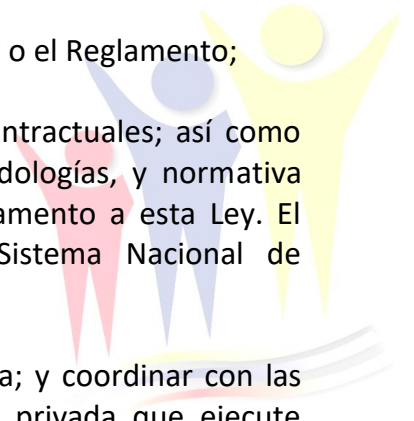 o el Reglamento;
ntractuales; así como
dologías, y normativa
amento a esta Ley. El
Sistema Nacional de
a; y coordinar con las
privada que ejecute